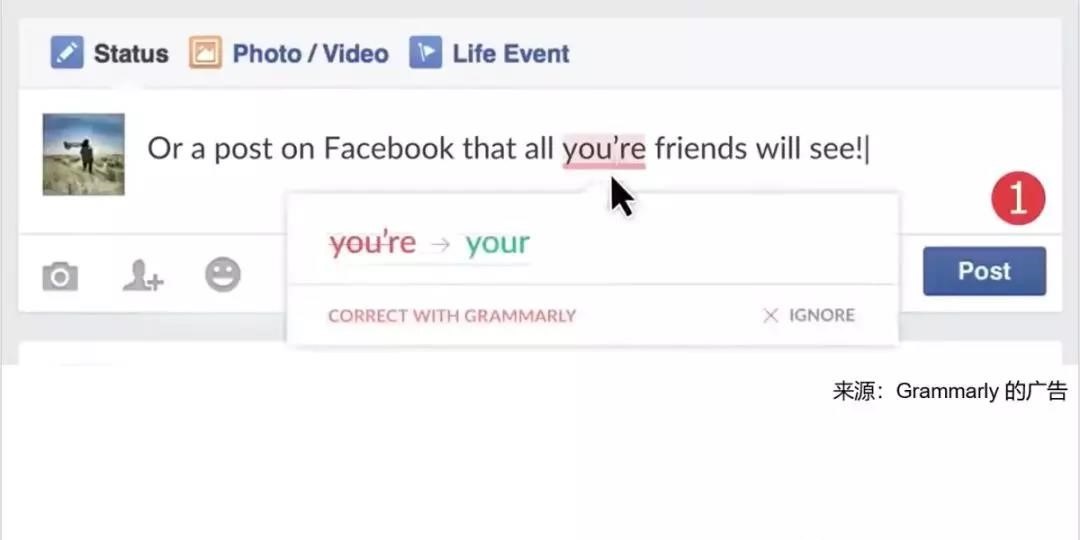 Status Photo / Video Life Event
Or a post on Facebook that all you're friends will see!
1
you're → your
Post
CORRECT WITH GRAMMARLY × IGNORE
来源：Grammarly 的广告